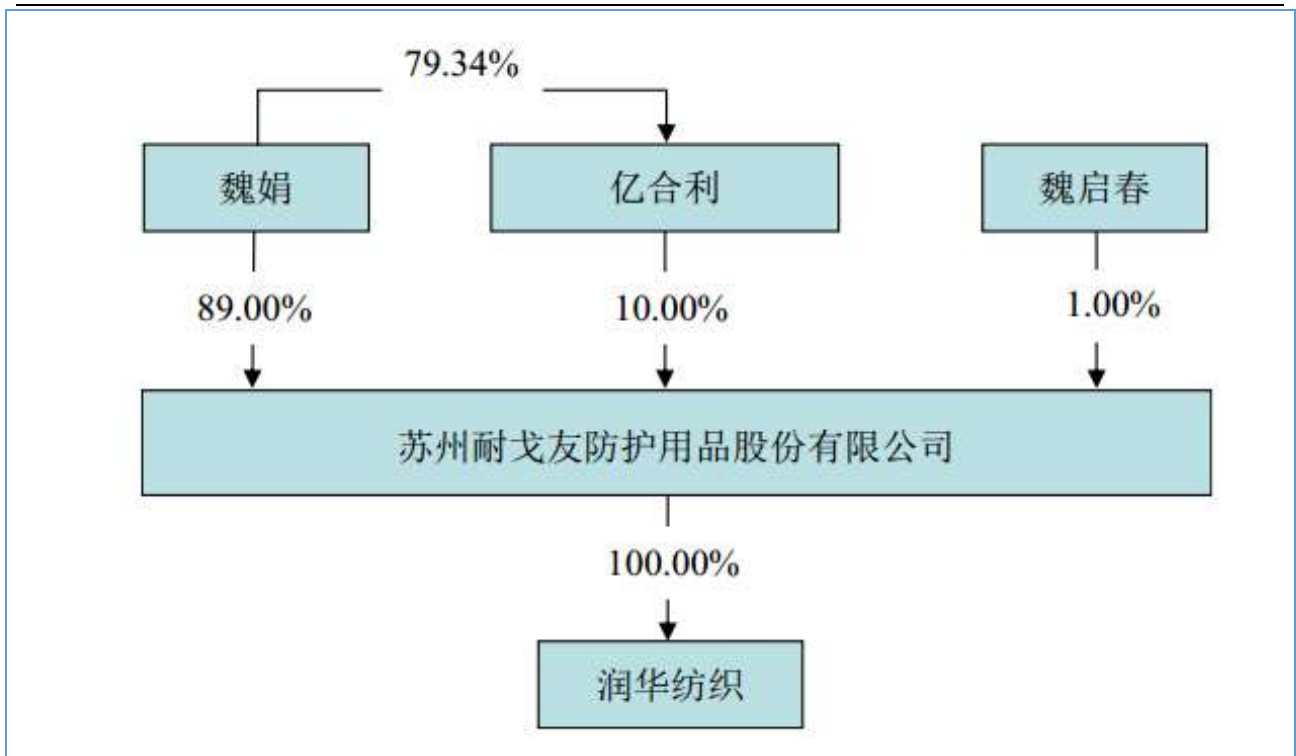 79.34%
魏娟
亿合利
魏启春
89.00%
10.00%
1.00%
苏州耐戈友防护用品股份有限公司
100.00%
润华纺织